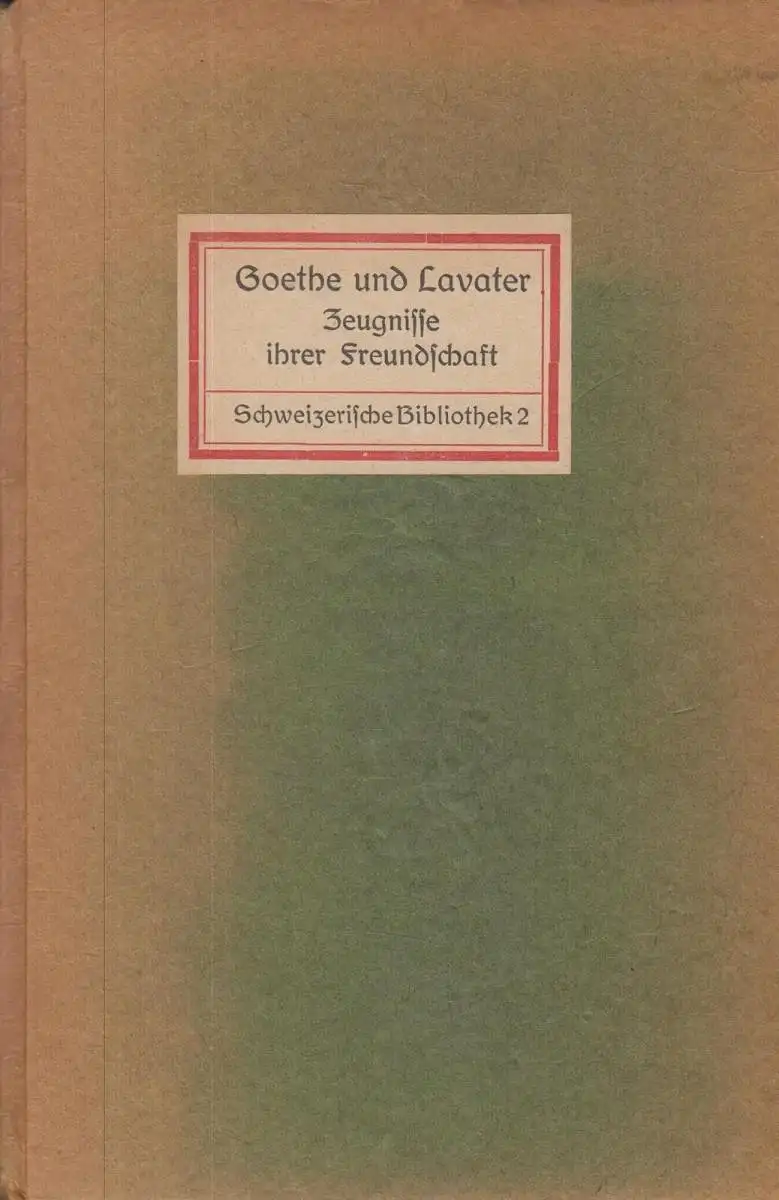 Goethe und Lavater
Zeugniſſe
ihrer Freundſchaft
Schweizeriſche Bibliothek 2